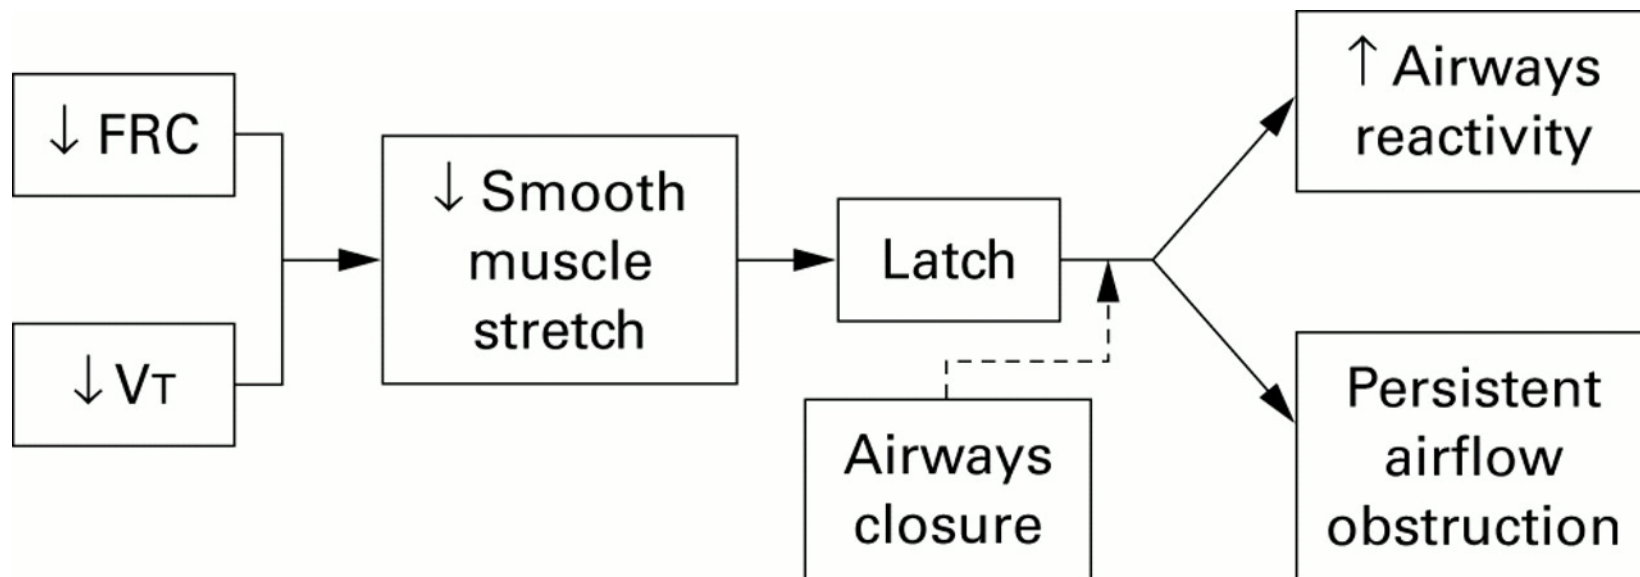 ↓ FRC
↓ VT
↓ Smooth
muscle
stretch
Latch
Airways
closure
↑ Airways
reactivity
Persistent
airflow
obstruction